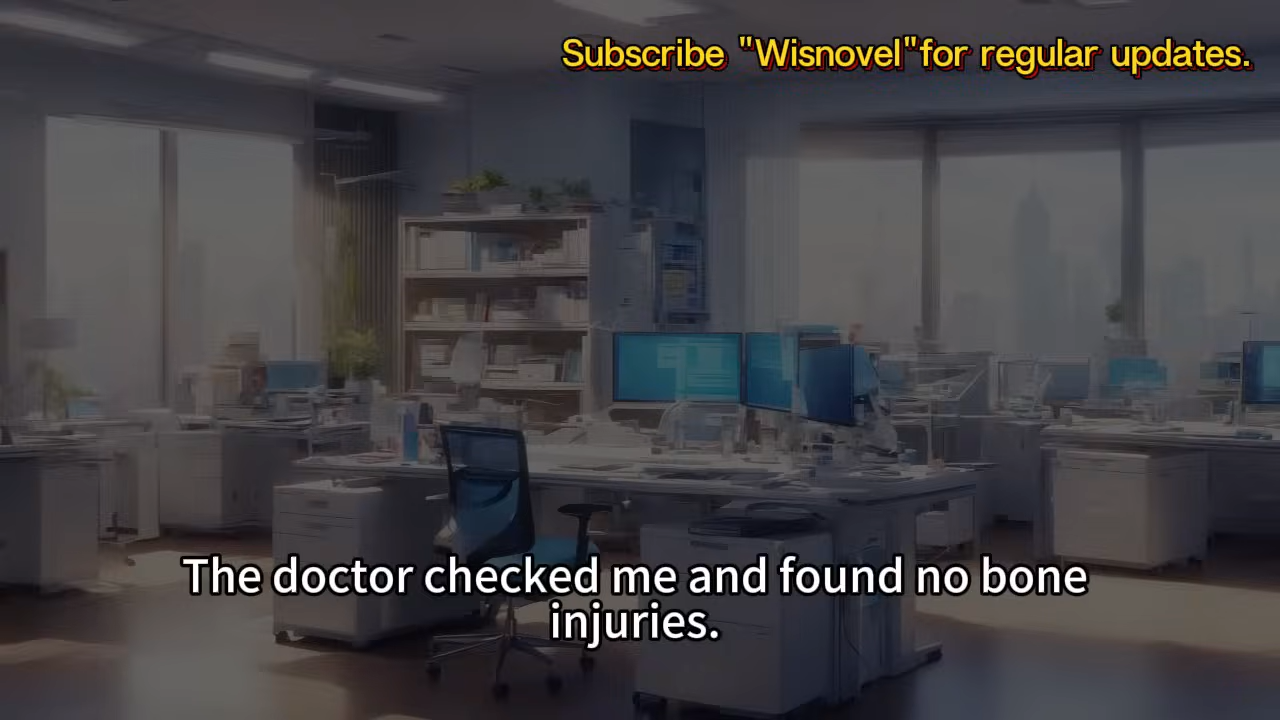 Subscribe "Wisnovel"for regular updates.
The doctor checked me and found no bone
injuries.